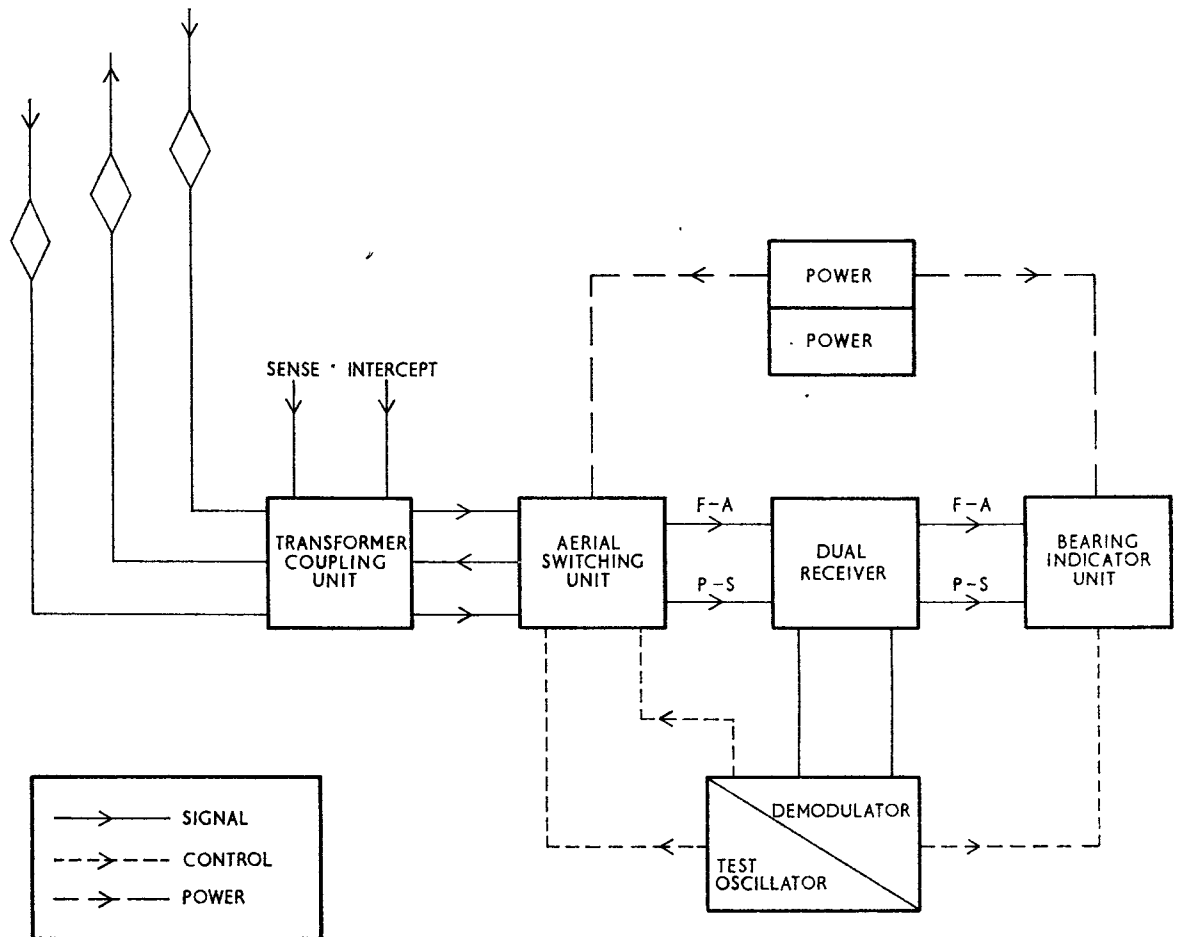 POWER
POWER
SENSE · INTERCEPT
F-A
F-A
TRANSFORMER
COUPLING
UNIT
AERIAL
SWITCHING
UNIT
DUAL
RECEIVER
BEARING
INDICATOR
UNIT
P-S
P-S
DEMODULATOR
TEST
OSCILLATOR
SIGNAL
CONTROL
POWER